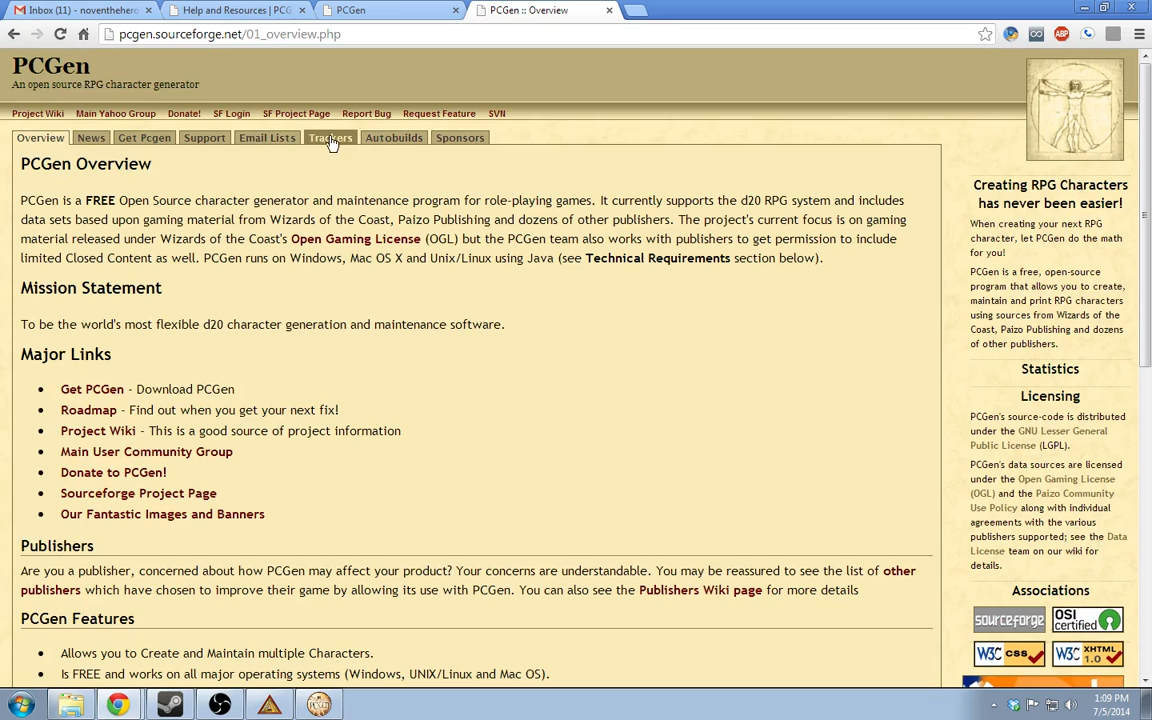 Inbox (11) - noventhehero
Help and Resources | PCG
PCGen
PCGen :: Overview
pcgen.sourceforge.net/01_overview.php
ABP
PCGen
An open source RPG character generator
Project Wiki Main Yahoo Group Donate! SF Login SF Project Page Report Bug Request Feature SVN
Overview News Get Pcgen Support Email Lists Trackers Autobuilds Sponsors
PCGen Overview
PCGen is a FREE Open Source character generator and maintenance program for role-playing games. It currently supports the d20 RPG system and includes
data sets based upon gaming material from Wizards of the Coast, Paizo Publishing and dozens of other publishers. The project's current focus is on gaming
material released under Wizards of the Coast's Open Gaming License (OGL) but the PCGen team also works with publishers to get permission to include
limited Closed Content as well. PCGen runs on Windows, Mac OS X and Unix/Linux using Java (see Technical Requirements section below).
Mission Statement
To be the world's most flexible d20 character generation and maintenance software.
Major Links
Get PCGen - Download PCGen
Roadmap - Find out when you get your next fix!
Project Wiki - This is a good source of project information
Main User Community Group
Donate to PCGen!
Sourceforge Project Page
Our Fantastic Images and Banners
Publishers
Are you a publisher, concerned about how PCGen may affect your product? Your concerns are understandable. You may be reassured to see the list of other
publishers which have chosen to improve their game by allowing its use with PCGen. You can also see the Publishers Wiki page for more details
PCGen Features
Allows you to Create and Maintain multiple Characters.
Is FREE and works on all major operating systems (Windows, UNIX/Linux and Mac OS).
Creating RPG Characters
has never been easier!
When creating your next RPG
character, let PCGen do the math
for you!
PCGen is a free, open-source
program that allows you to create,
maintain and print RPG characters
using sources from Wizards of the
Coast, Paizo Publishing and dozens
of other publishers.
Statistics
Licensing
PCGen's source-code is distributed
under the GNU Lesser General
Public License (LGPL).
PCGen's data sources are licensed
under the Open Gaming License
(OGL) and the Paizo Community
Use Policy along with individual
agreements with the various
publishers supported; see the Data
License team on our wiki for
details.
Associations
sourceforge
OSI certified
W3C css
W3C XHTML 1.0
1:09 PM
7/5/2014